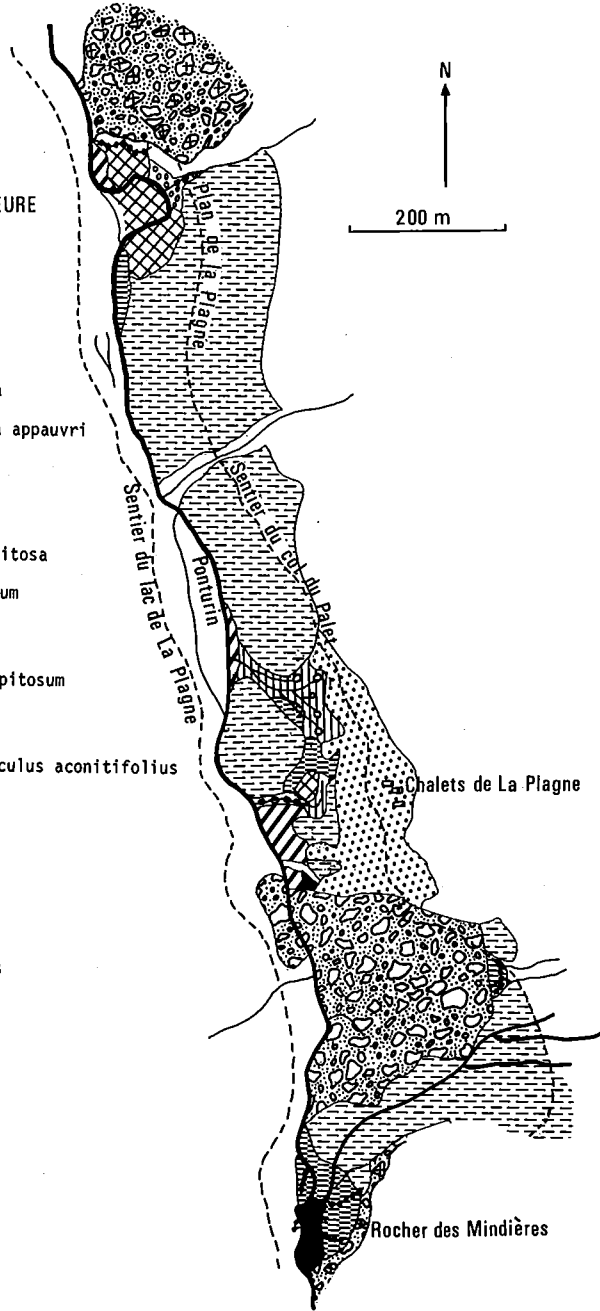 N
EURE
200 m
Plan de la Plagne
appauvri
Sentier du col du Palet
Sentier du lac de La Plagne
itosa
um
Ponturin
pitosum
culus aconitifolius
Chalets de La Plagne
Rocher des Mindières